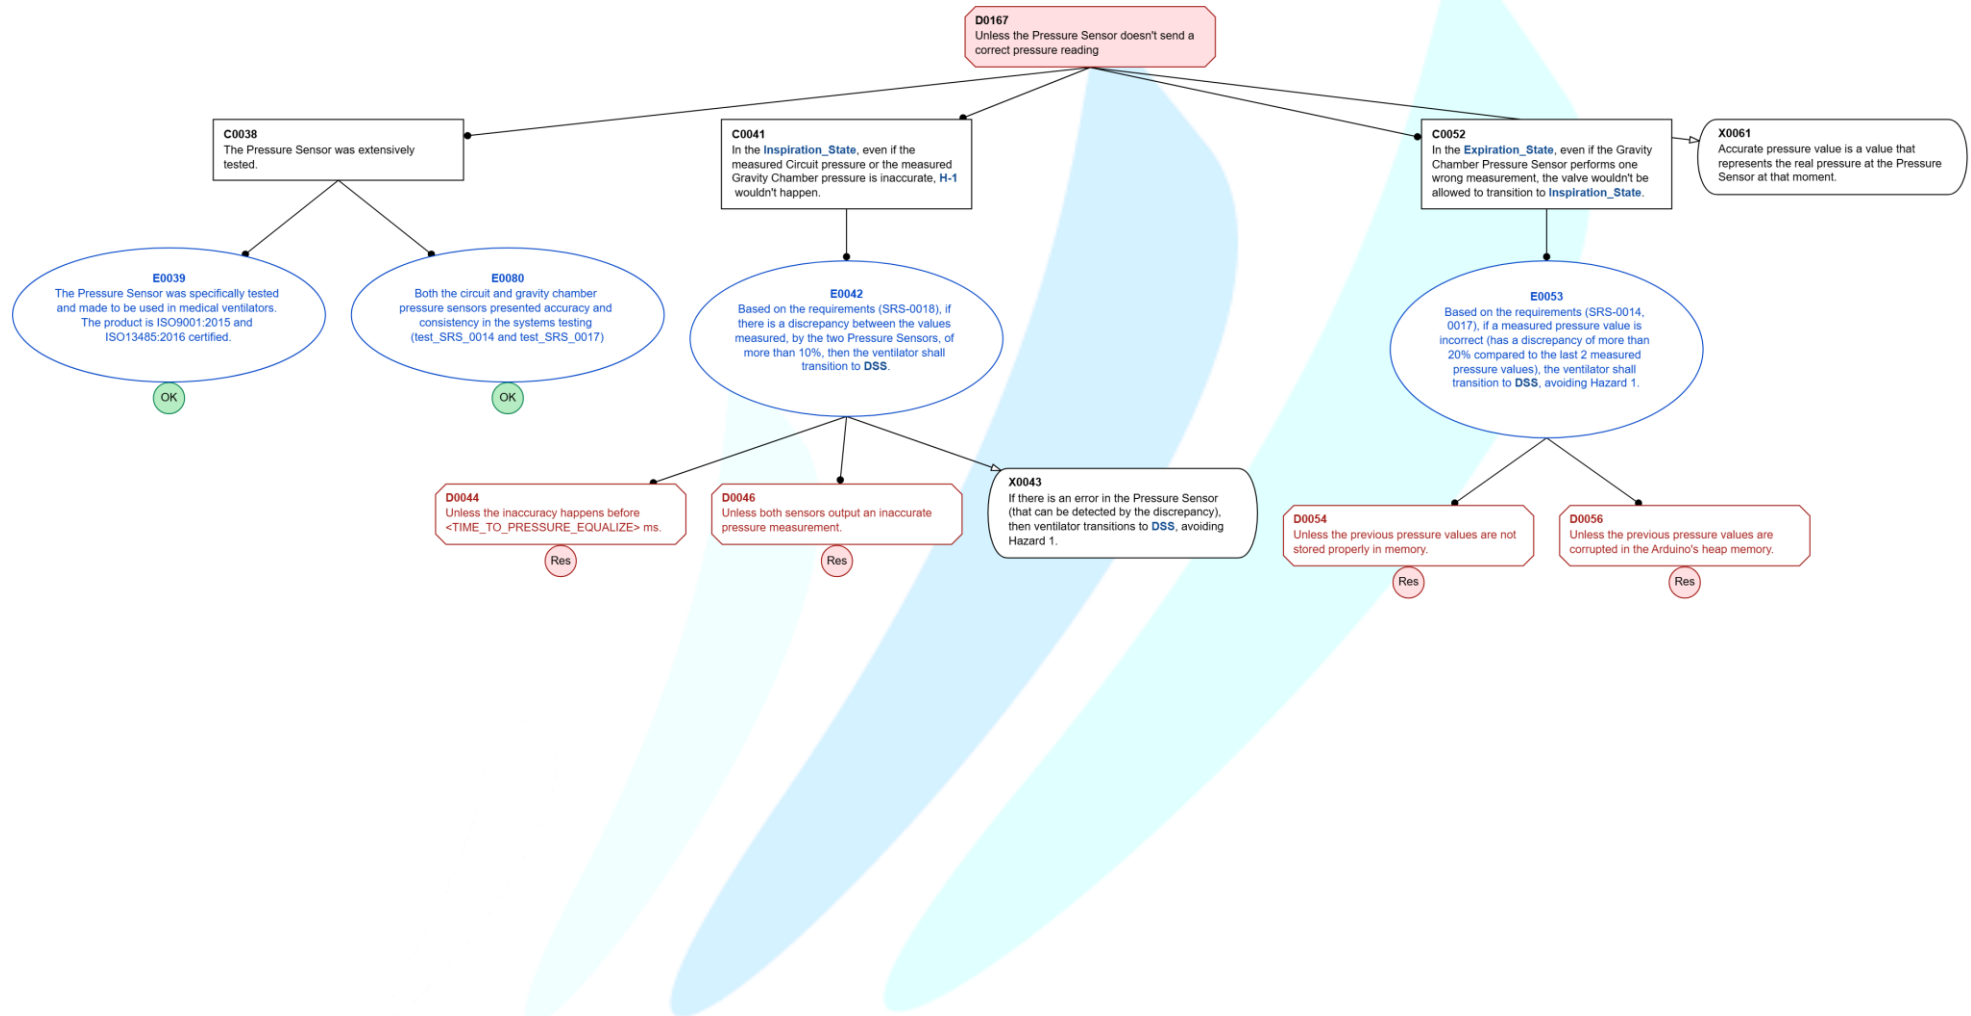 D0167
Unless the Pressure Sensor doesn't send a
correct pressure reading
C0038
The Pressure Sensor was extensively
tested.
C0041
In the Inspiration_State, even if the
measured Circuit pressure or the measured
Gravity Chamber pressure is inaccurate, H-1
wouldn't happen.
C0052
In the Expiration_State, even if the Gravity
Chamber Pressure Sensor performs one
wrong measurement, the valve wouldn't be
allowed to transition to Inspiration_State.
X0061
Accurate pressure value is a value that
represents the real pressure at the Pressure
Sensor at that moment.
E0039
The Pressure Sensor was specifically tested
and made to be used in medical ventilators.
The product is ISO9001:2015 and
ISO13485:2016 certified.
OK
E0080
Both the circuit and gravity chamber
pressure sensors presented accuracy and
consistency in the systems testing
(test_SRS_0014 and test_SRS_0017)
OK
E0042
Based on the requirements (SRS-0018), if
there is a discrepancy between the values
measured, by the two Pressure Sensors, of
more than 10%, then the ventilator shall
transition to DSS.
E0053
Based on the requirements (SRS-0014,
0017), if a measured pressure value is
incorrect (has a discrepancy of more than
20% compared to the last 2 measured
pressure values), the ventilator shall
transition to DSS, avoiding Hazard 1.
D0044
Unless the inaccuracy happens before
<TIME_TO_PRESSURE_EQUALIZE> ms.
Res
D0046
Unless both sensors output an inaccurate
pressure measurement.
Res
X0043
If there is an error in the Pressure Sensor
(that can be detected by the discrepancy),
then ventilator transitions to DSS, avoiding
Hazard 1.
D0054
Unless the previous pressure values are not
stored properly in memory.
Res
D0056
Unless the previous pressure values are
corrupted in the Arduino's heap memory.
Res